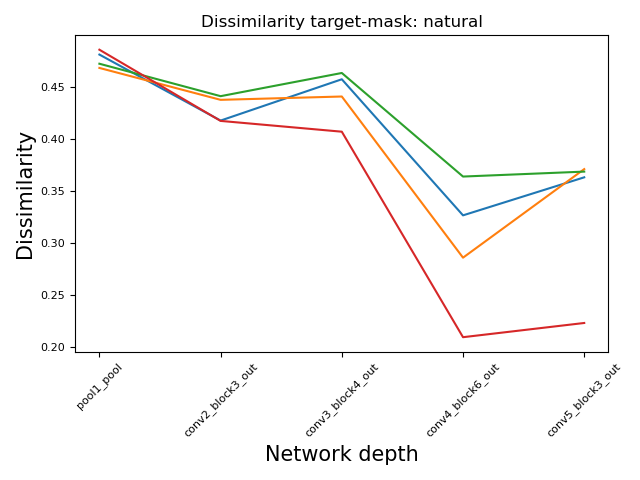 Dissimilarity target-mask: natural
Dissimilarity
0.45
0.40
0.35
0.30
0.25
0.20
pool1_pool
conv2_block3_out
conv3_block4_out
conv4_block6_out
conv5_block3_out
Network depth